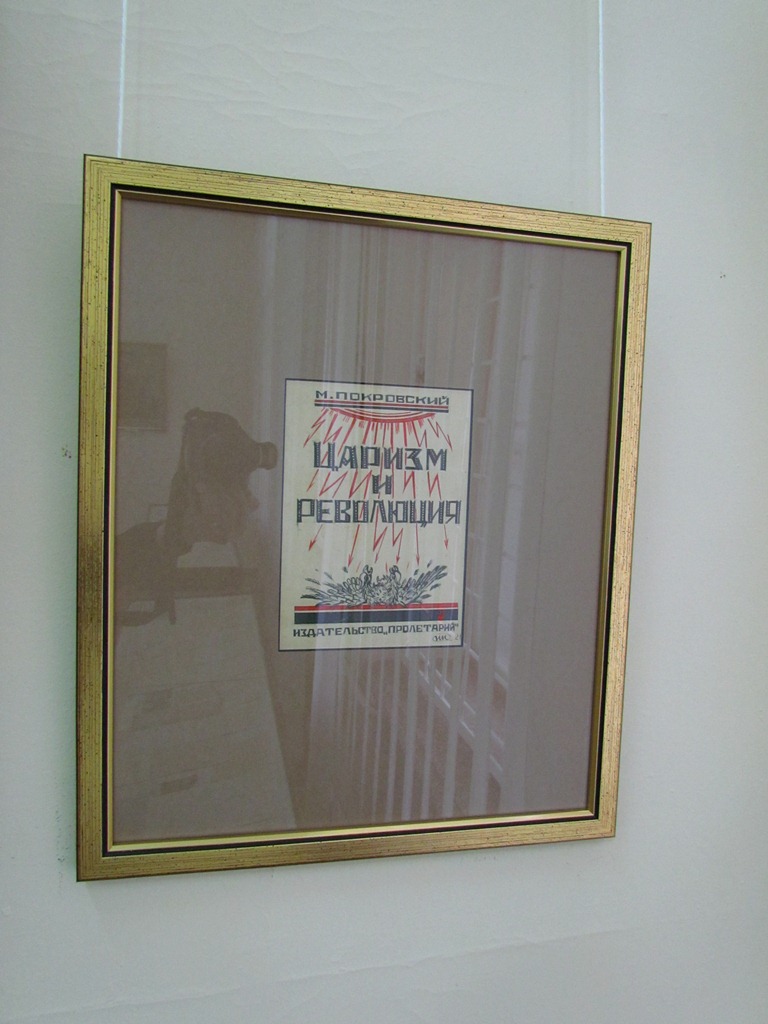 М. ПОКРОВСКИЙ
ЦАРИЗМ
И
РЕВОЛЮЦИЯ
ИЗДАТЕЛЬСТВО „ПРОЛЕТАРИЙ"